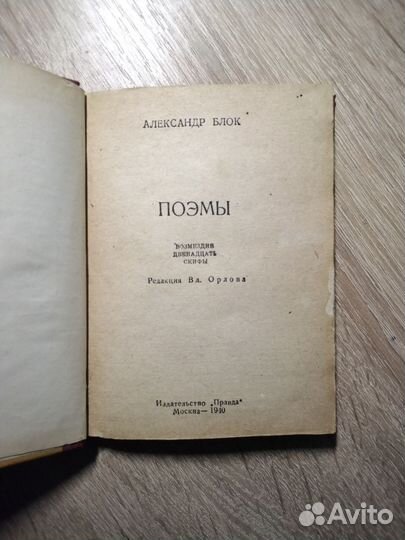 АЛЕКСАНДР БЛОК
ПОЭМЫ
ВОЗМЕЗДИЕ
ДВЕНАДЦАТЬ
СКИФЫ
Редакция Вл. Орлова
Издательство „Правда“
Москва — 1940
Avito